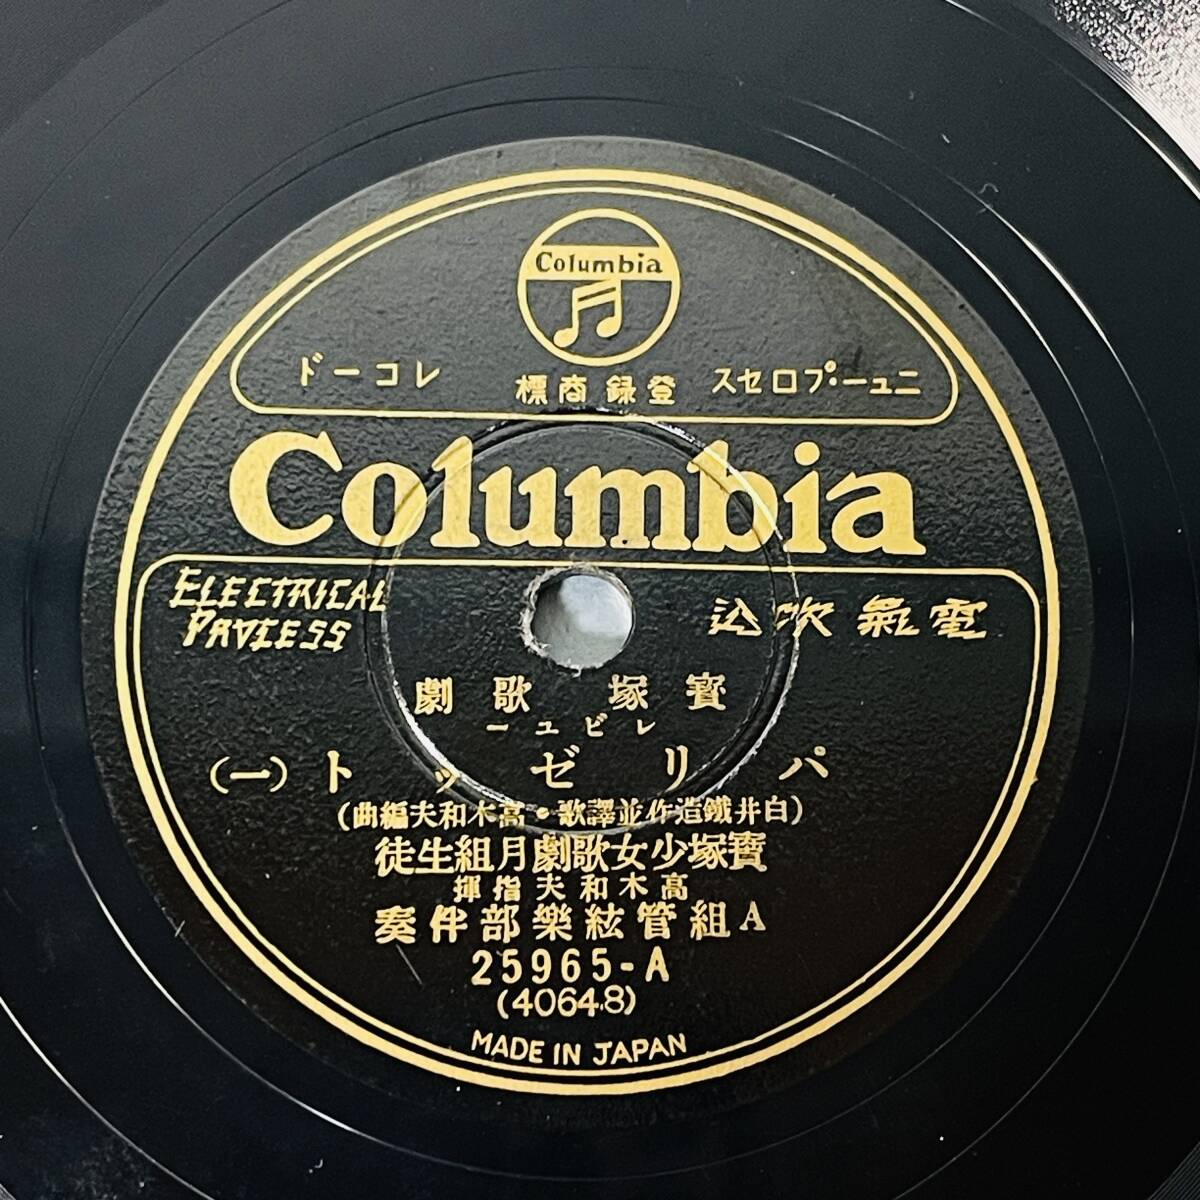 Columbia
ニユー・プロセス 登録商標 レコード
Columbia
ELECTRICAL PROCESS
電氣吹込
寶塚歌劇
レビユー
パリゼット(一)
(白井鐵造作並譯歌・高木和夫編曲)
寶塚少女歌劇月組生徒
高木和夫指揮
A組管絃樂部伴奏
25965-A
(40648)
MADE IN JAPAN